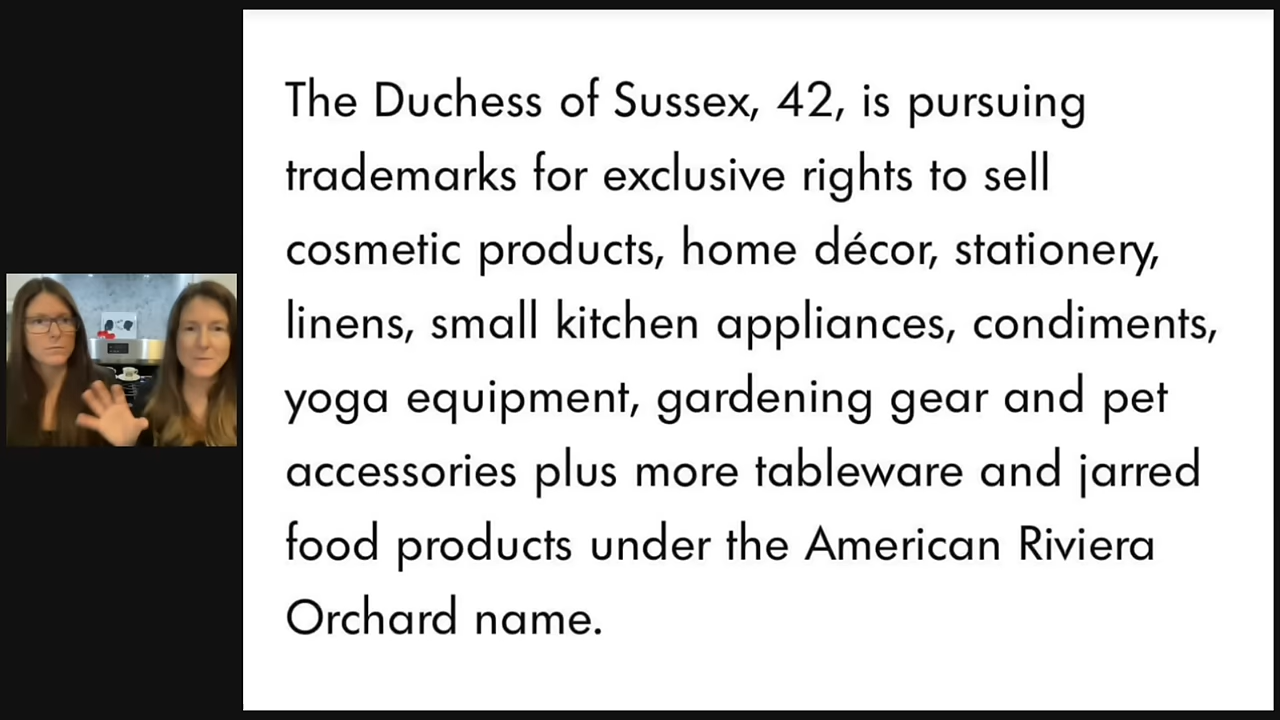 The Duchess of Sussex, 42, is pursuing
trademarks for exclusive rights to sell
cosmetic products, home décor, stationery,
linens, small kitchen appliances, condiments,
yoga equipment, gardening gear and pet
accessories plus more tableware and jarred
food products under the American Riviera
Orchard name.